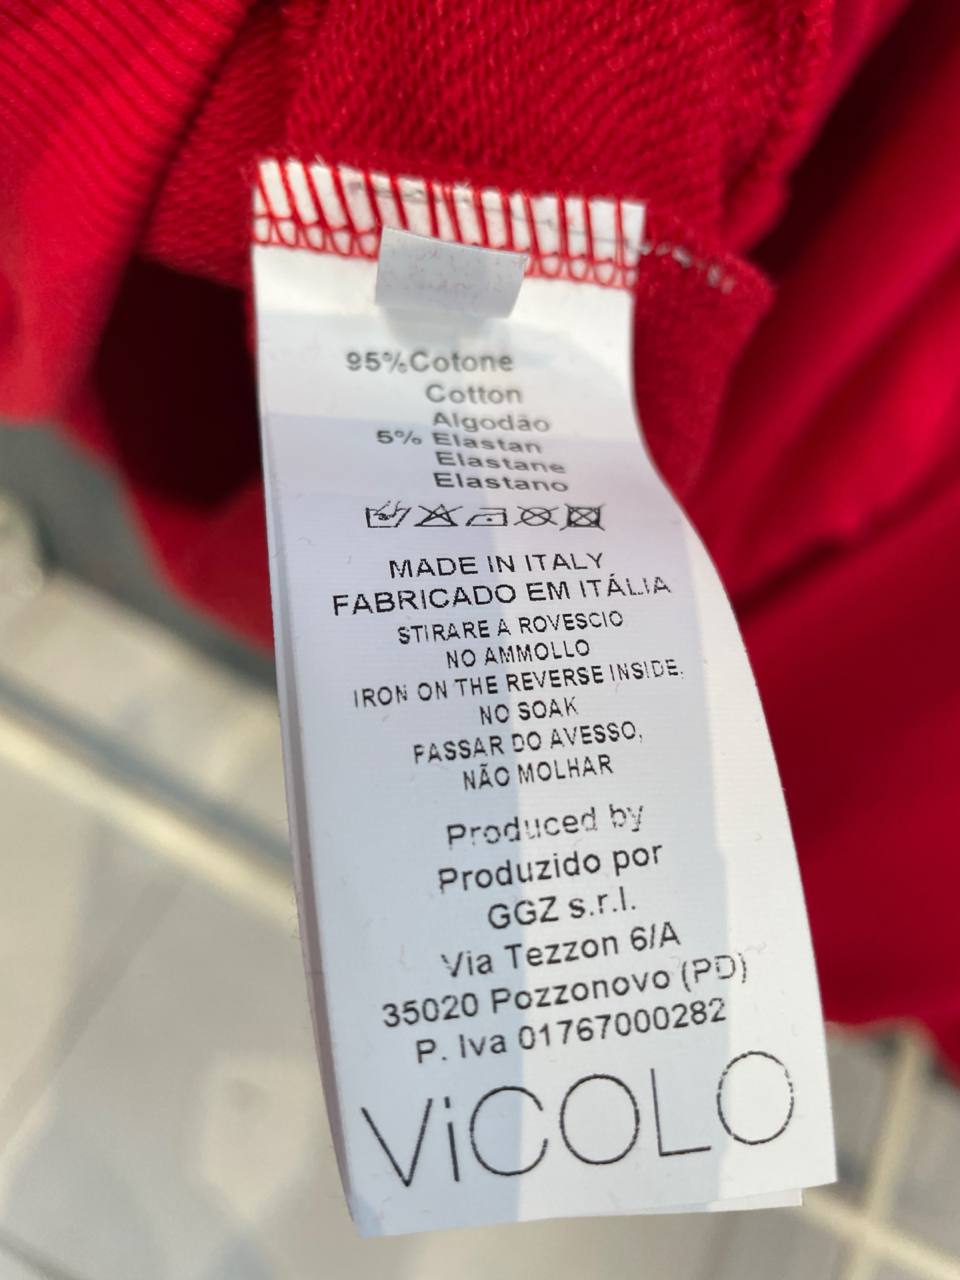 95%Cotone
Cotton
Algodão
5% Elastan
Elastane
Elastano
MADE IN ITALY
FABRICADO EM ITÁLIA
STIRARE A ROVESCIO
NO AMMOLLO
IRON ON THE REVERSE INSIDE,
NO SOAK
PASSAR DO AVESSO,
NÃO MOLHAR
Produced by
Produzido por
GGZ s.r.l.
Via Tezzon 6/A
35020 Pozzonovo (PD)
P. Iva 01767000282
ViCOLO